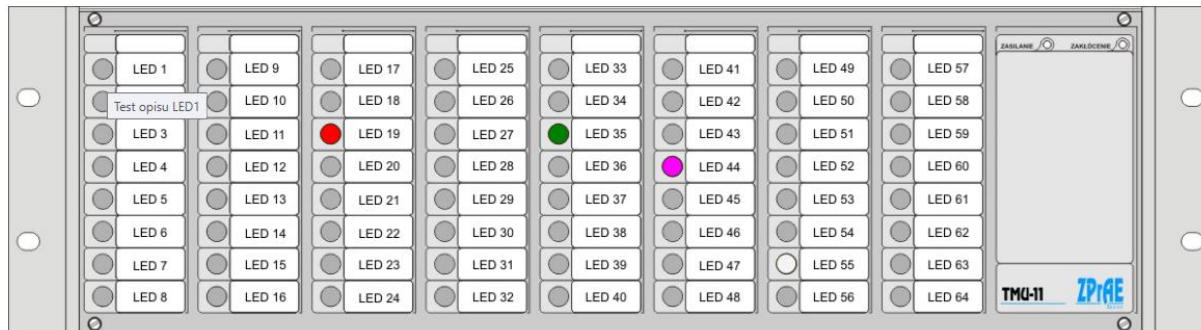 ZASILANIE ZAKŁÓCENIE
LED 1 LED 9 LED 17 LED 25 LED 33 LED 41 LED 49 LED 57
Test opisu LED1 LED 10 LED 18 LED 26 LED 34 LED 42 LED 50 LED 58
LED 3 LED 11 LED 19 LED 27 LED 35 LED 43 LED 51 LED 59
LED 4 LED 12 LED 20 LED 28 LED 36 LED 44 LED 52 LED 60
LED 5 LED 13 LED 21 LED 29 LED 37 LED 45 LED 53 LED 61
LED 6 LED 14 LED 22 LED 30 LED 38 LED 46 LED 54 LED 62
LED 7 LED 15 LED 23 LED 31 LED 39 LED 47 LED 55 LED 63
LED 8 LED 16 LED 24 LED 32 LED 40 LED 48 LED 56 LED 64
TMU-11 ZPrAE